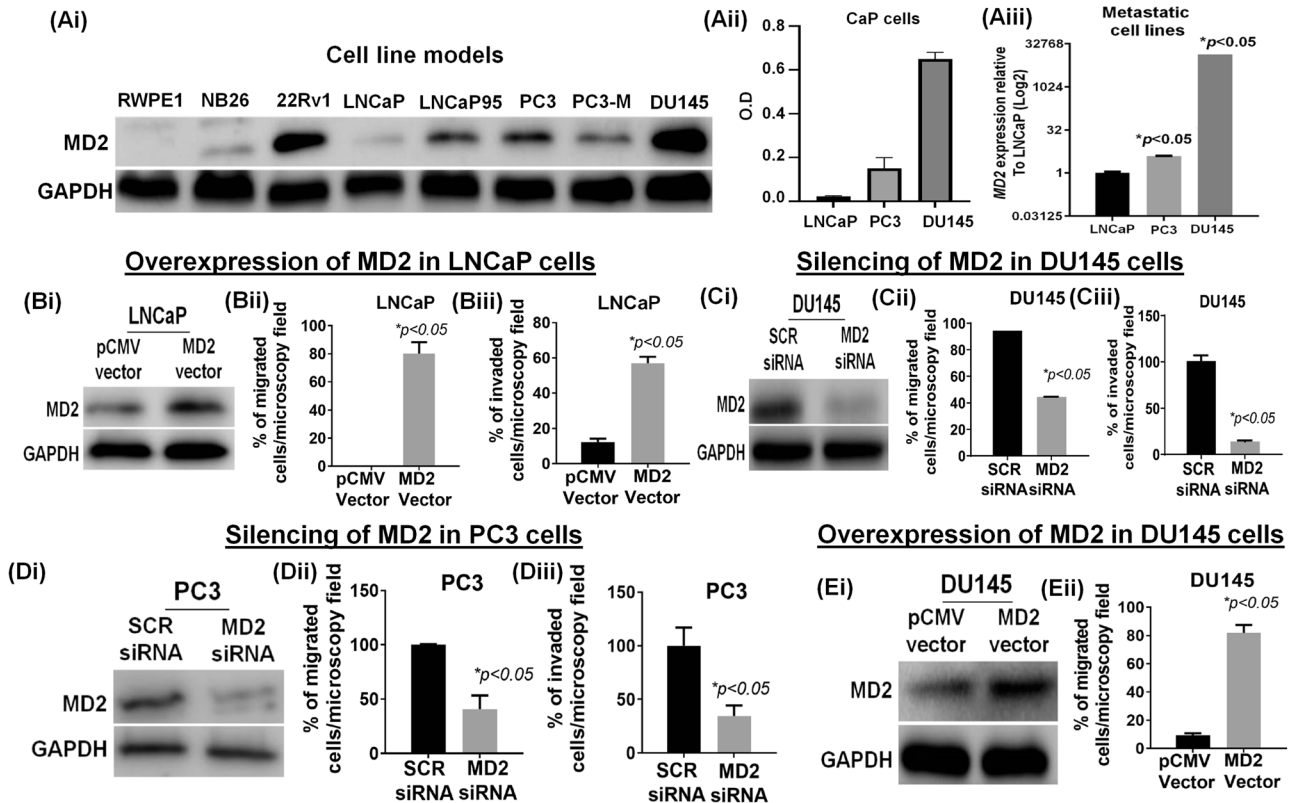 (Ai)
Cell line models
RWPE1 NB26 22Rv1 LNCaP LNCaP95 PC3 PC3-M DU145
MD2
GAPDH
(Aii)
CaP cells
O.D
0.8
0.6
0.4
0.2
0.0
LNCaP PC3 DU145
(Aiii)
Metastatic
cell lines
MD2 expression relative
To LNCaP (Log2)
32768
1024
32
1
0.03125
*p<0.05
*p<0.05
LNCaP PC3 DU145
Overexpression of MD2 in LNCaP cells
(Bi)
LNCaP
pCMV vector
MD2 vector
MD2
GAPDH
(Bii)
LNCaP
% of migrated
cells/microscopy field
100
80
60
40
20
0
*p<0.05
pCMV Vector
MD2 Vector
(Biii)
LNCaP
% of invaded
cells/microscopy field
80
60
40
20
0
*p<0.05
pCMV Vector
MD2 Vector
Silencing of MD2 in DU145 cells
(Ci)
DU145
SCR siRNA
MD2 siRNA
MD2
GAPDH
(Cii)
DU145
% of migrated
cells/microscopy field
100
80
60
40
20
0
*p<0.05
SCR siRNA
MD2 siRNA
(Ciii)
DU145
% of invaded
cells/microscopy field
150
100
50
0
*p<0.05
SCR siRNA
MD2 siRNA
Silencing of MD2 in PC3 cells
(Di)
PC3
SCR siRNA
MD2 siRNA
MD2
GAPDH
(Dii)
PC3
% of migrated
cells/microscopy field
150
100
50
0
*p<0.05
SCR siRNA
MD2 siRNA
(Diii)
PC3
% of invaded
cells/microscopy field
150
100
50
0
*p<0.05
SCR siRNA
MD2 siRNA
Overexpression of MD2 in DU145 cells
(Ei)
DU145
pCMV vector
MD2 vector
MD2
GAPDH
(Eii)
DU145
% of migrated
cells/microscopy field
100
80
60
40
20
0
*p<0.05
pCMV Vector
MD2 Vector